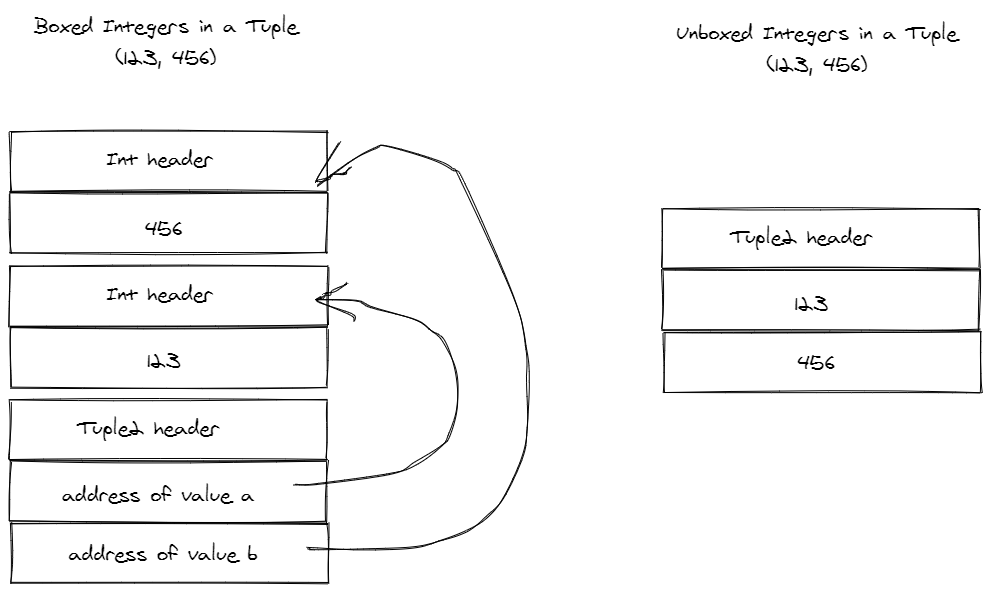 Boxed Integers in a Tuple
(123, 456)
Int header
456
Int header
123
Tuple2 header
address of value a
address of value b
Unboxed Integers in a Tuple
(123, 456)
Tuple2 header
123
456